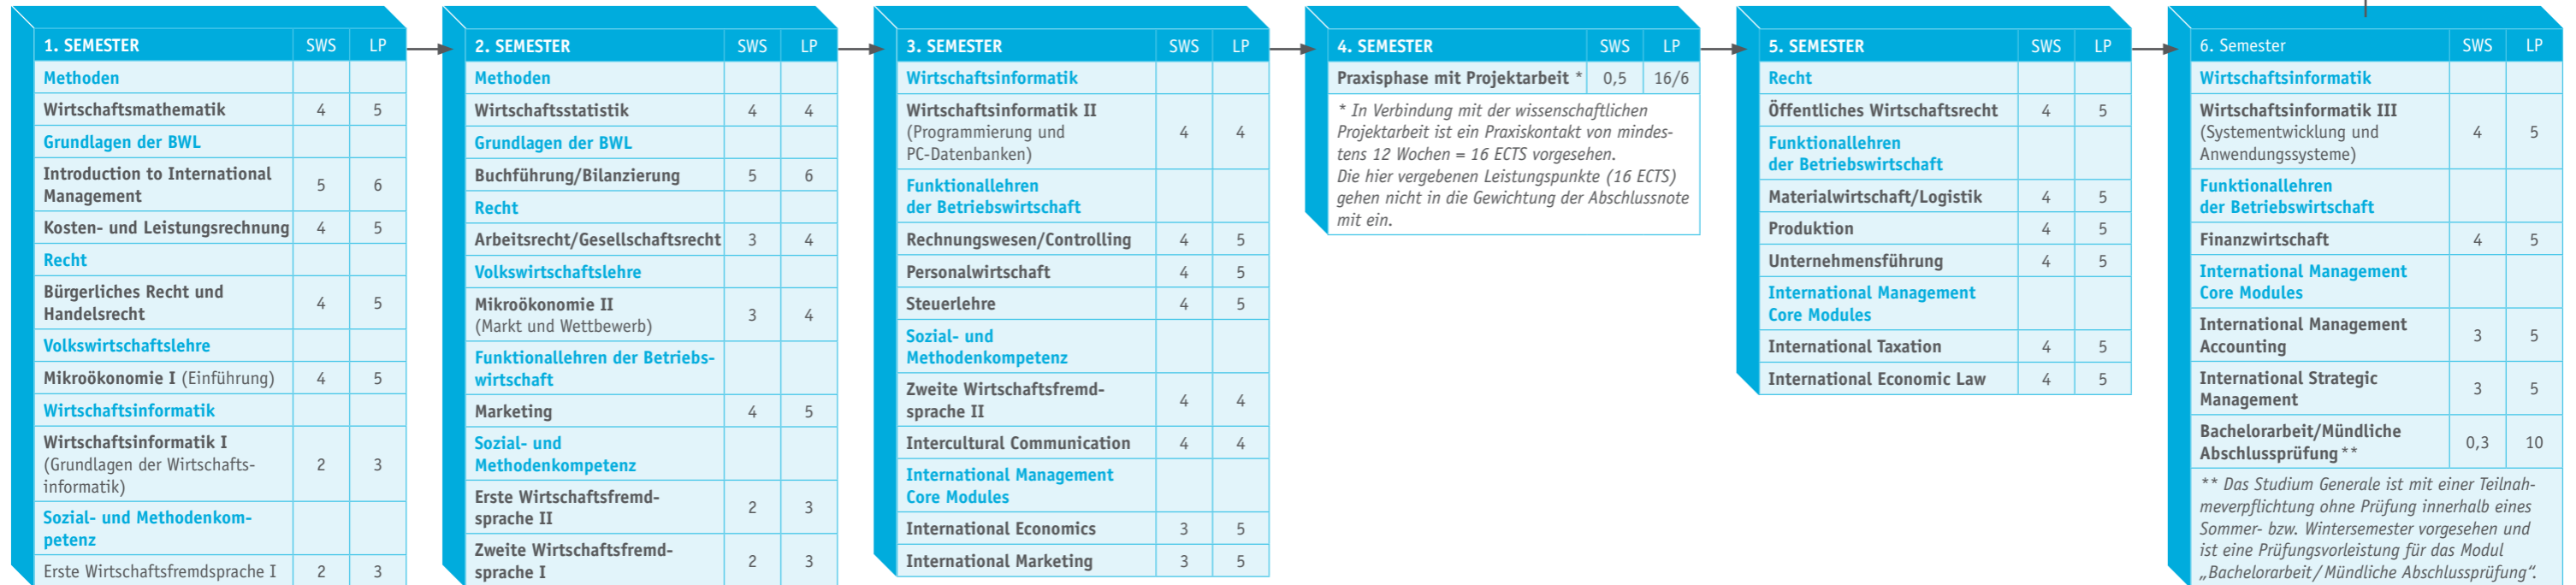 1. SEMESTER SWS LP
Methoden
Wirtschaftsmathematik 4 5
Grundlagen der BWL
Introduction to International
Management 5 6
Kosten- und Leistungsrechnung 4 5
Recht
Bürgerliches Recht und
Handelsrecht 4 5
Volkswirtschaftslehre
Mikroökonomie I (Einführung) 4 5
Wirtschaftsinformatik
Wirtschaftsinformatik I
(Grundlagen der Wirtschafts-
informatik) 2 3
Sozial- und Methodenkom-
petenz
Erste Wirtschaftsfremdsprache I 2 3
2. SEMESTER SWS LP
Methoden
Wirtschaftsstatistik 4 4
Grundlagen der BWL
Buchführung/Bilanzierung 5 6
Recht
Arbeitsrecht/Gesellschaftsrecht 3 4
Volkswirtschaftslehre
Mikroökonomie II
(Markt und Wettbewerb) 3 4
Funktionallehren der Betriebs-
wirtschaft
Marketing 4 5
Sozial- und
Methodenkompetenz
Erste Wirtschaftsfremd-
sprache II 2 3
Zweite Wirtschaftsfremd-
sprache I 2 3
3. SEMESTER SWS LP
Wirtschaftsinformatik
Wirtschaftsinformatik II
(Programmierung und
PC-Datenbanken) 4 4
Funktionallehren
der Betriebswirtschaft
Rechnungswesen/Controlling 4 5
Personalwirtschaft 4 5
Steuerlehre 4 5
Sozial- und
Methodenkompetenz
Zweite Wirtschaftsfremd-
sprache II 4 4
Intercultural Communication 4 4
International Management
Core Modules
International Economics 3 5
International Marketing 3 5
4. SEMESTER SWS LP
Praxisphase mit Projektarbeit * 0,5 16/6
* In Verbindung mit der wissenschaftlichen
Projektarbeit ist ein Praxiskontakt von mindes-
tens 12 Wochen = 16 ECTS vorgesehen.
Die hier vergebenen Leistungspunkte (16 ECTS)
gehen nicht in die Gewichtung der Abschlussnote
mit ein.
5. SEMESTER SWS LP
Recht
Öffentliches Wirtschaftsrecht 4 5
Funktionallehren
der Betriebswirtschaft
Materialwirtschaft/Logistik 4 5
Produktion 4 5
Unternehmensführung 4 5
International Management
Core Modules
International Taxation 4 5
International Economic Law 4 5
6. Semester SWS LP
Wirtschaftsinformatik
Wirtschaftsinformatik III
(Systementwicklung und
Anwendungssysteme) 4 5
Funktionallehren
der Betriebswirtschaft
Finanzwirtschaft 4 5
International Management
Core Modules
International Management
Accounting 3 5
International Strategic
Management 3 5
Bachelorarbeit/Mündliche
Abschlussprüfung ** 0,3 10
** Das Studium Generale ist mit einer Teilnah-
meverpflichtung ohne Prüfung innerhalb eines
Sommer- bzw. Wintersemester vorgesehen und
ist eine Prüfungsvorleistung für das Modul
„Bachelorarbeit/Mündliche Abschlussprüfung“.